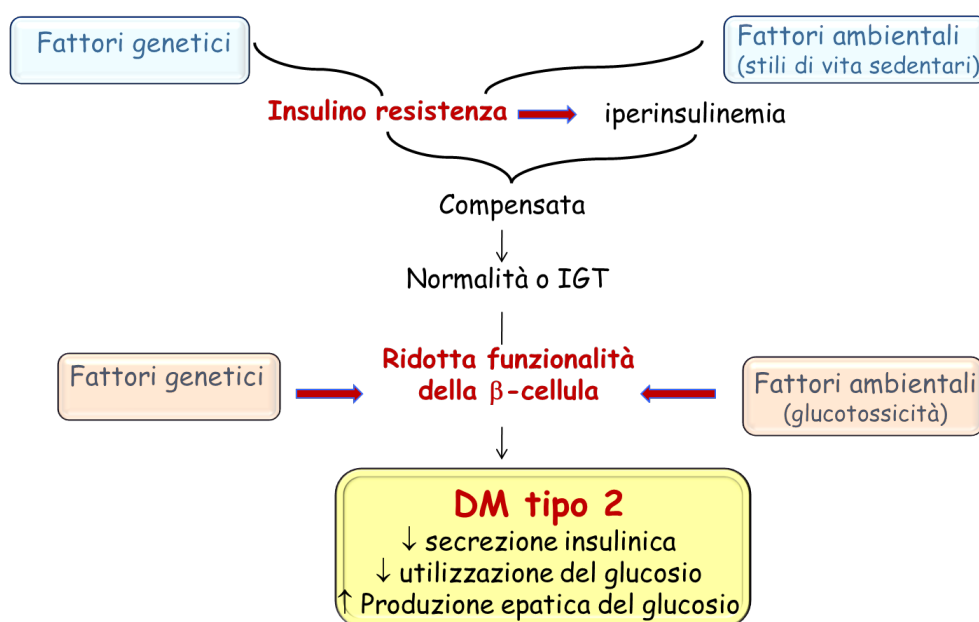 Fattori genetici
Fattori ambientali
(stili di vita sedentari)
Insulino resistenza
iperinsulinemia
Compensata
Normalità o IGT
Ridotta funzionalità
della β-cellula
Fattori genetici
Fattori ambientali
(glucotossicità)
DM tipo 2
↓ secrezione insulinica
↓ utilizzazione del glucosio
↑ Produzione epatica del glucosio